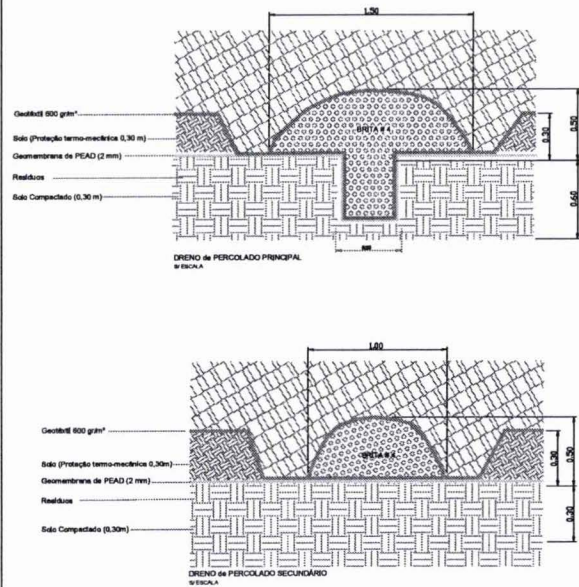 1.50
Geotêxtil 600 gr/m²
Solo (Proteção termo-mecânica 0,30 m)
Geomembrana de PEAD (2 mm)
Resíduos
Solo Compactado (0,30 m)
BRITA # 4
0.30
0.50
0.60
DRENO de PERCOLADO PRINCIPAL
S/ ESCALA
1.00
Geotêxtil 600 gr/m²
Solo (Proteção termo-mecânica 0,30m)
Geomembrana de PEAD (2 mm)
Resíduos
Solo Compactado (0,30m)
BRITA # 4
0.30
0.50
0.30
DRENO de PERCOLADO SECUNDÁRIO
S/ ESCALA